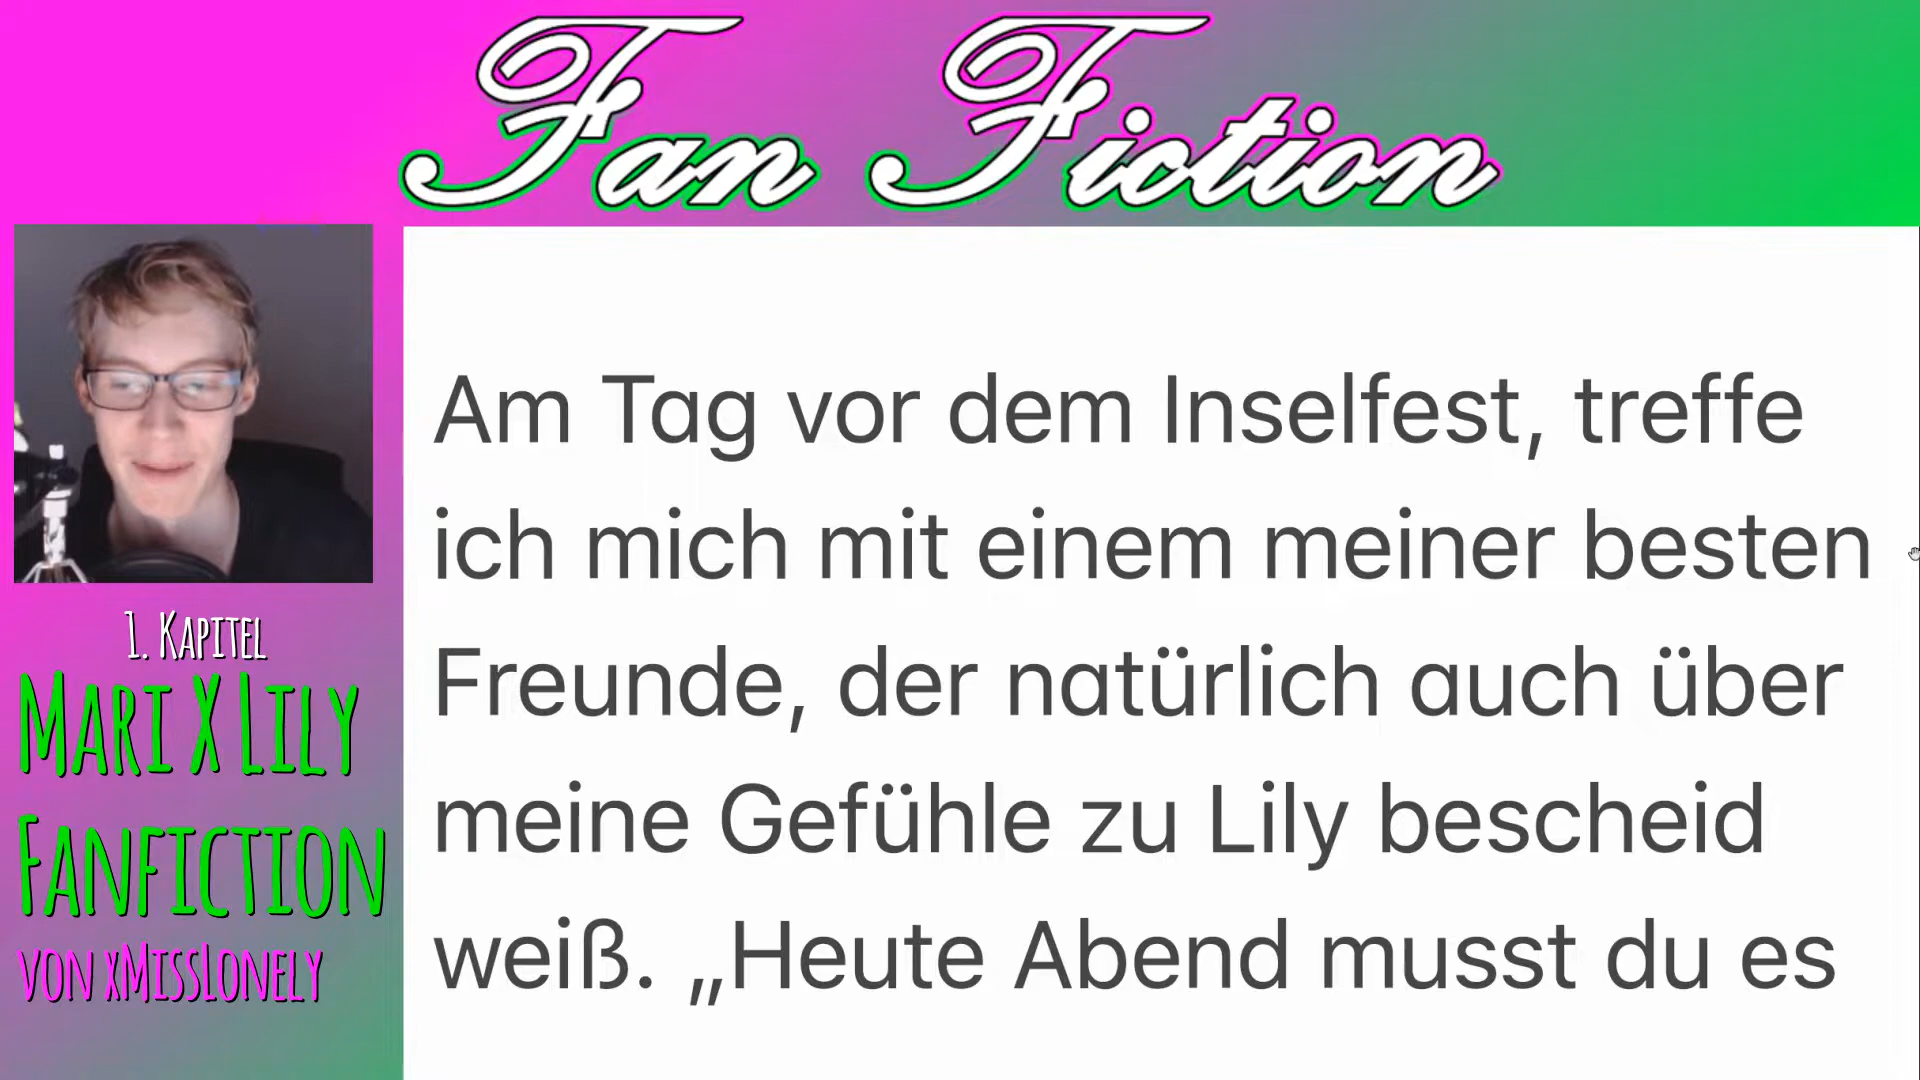 Fan Fiction
1. Kapitel
Mari X Lily
Fanfiction
von xMissLonely
Am Tag vor dem Inselfest, treffe
ich mich mit einem meiner besten
Freunde, der natürlich auch über
meine Gefühle zu Lily bescheid
weiß. „Heute Abend musst du es